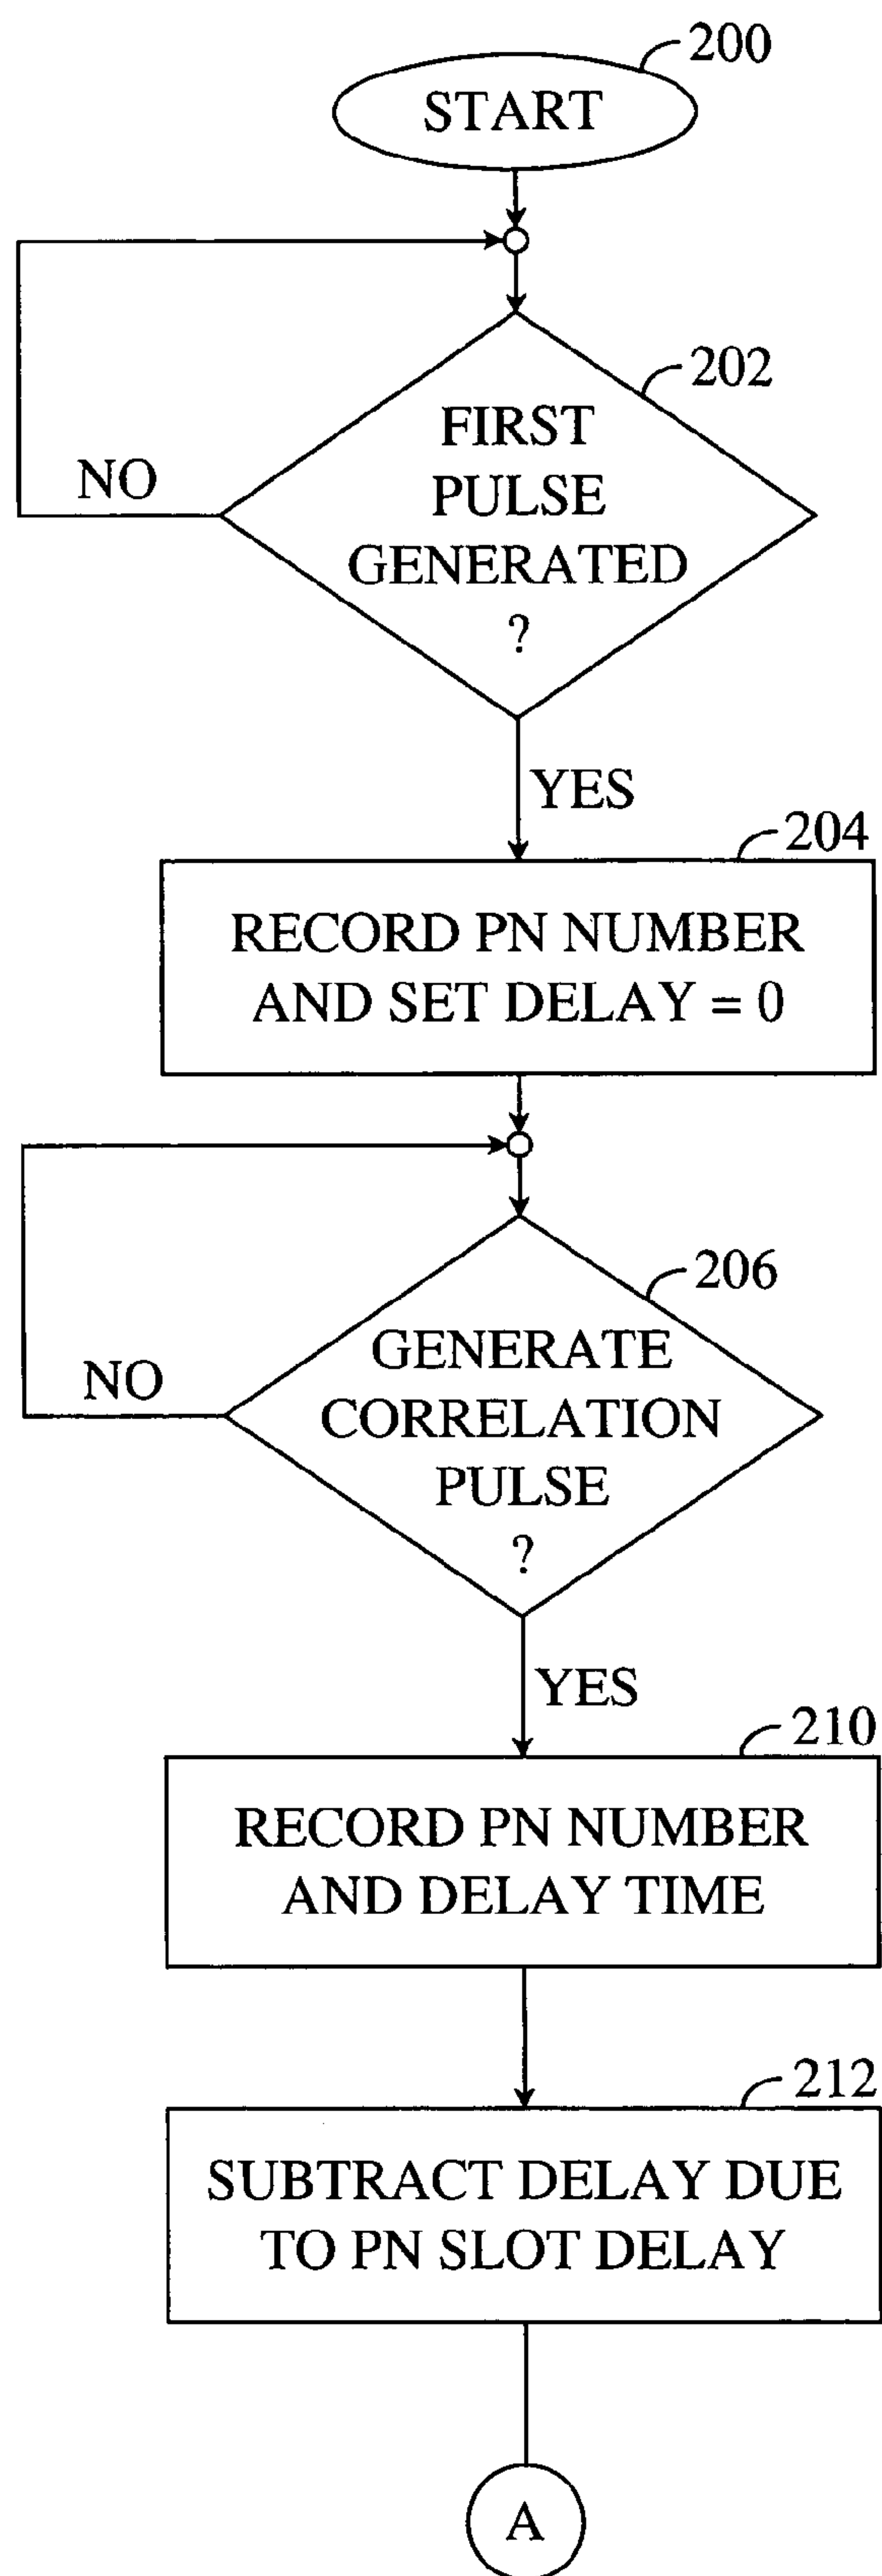 200
START
202
FIRST
PULSE
GENERATED
?
NO
YES
204
RECORD PN NUMBER
AND SET DELAY = 0
206
GENERATE
CORRELATION
PULSE
?
NO
YES
210
RECORD PN NUMBER
AND DELAY TIME
212
SUBTRACT DELAY DUE
TO PN SLOT DELAY
A